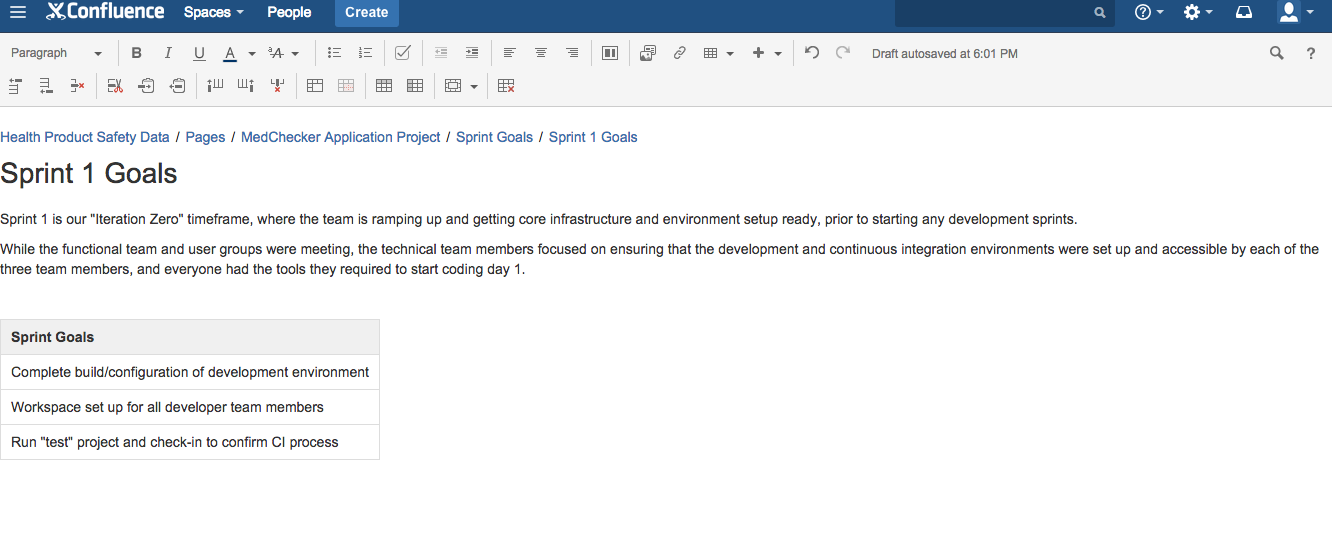 Confluence Spaces People Create
Paragraph B I U A Draft autosaved at 6:01 PM ?
Health Product Safety Data / Pages / MedChecker Application Project / Sprint Goals / Sprint 1 Goals
Sprint 1 Goals
Sprint 1 is our "Iteration Zero" timeframe, where the team is ramping up and getting core infrastructure and environment setup ready, prior to starting any development sprints.
While the functional team and user groups were meeting, the technical team members focused on ensuring that the development and continuous integration environments were set up and accessible by each of the
three team members, and everyone had the tools they required to start coding day 1.
Sprint Goals
Complete build/configuration of development environment
Workspace set up for all developer team members
Run "test" project and check-in to confirm CI process